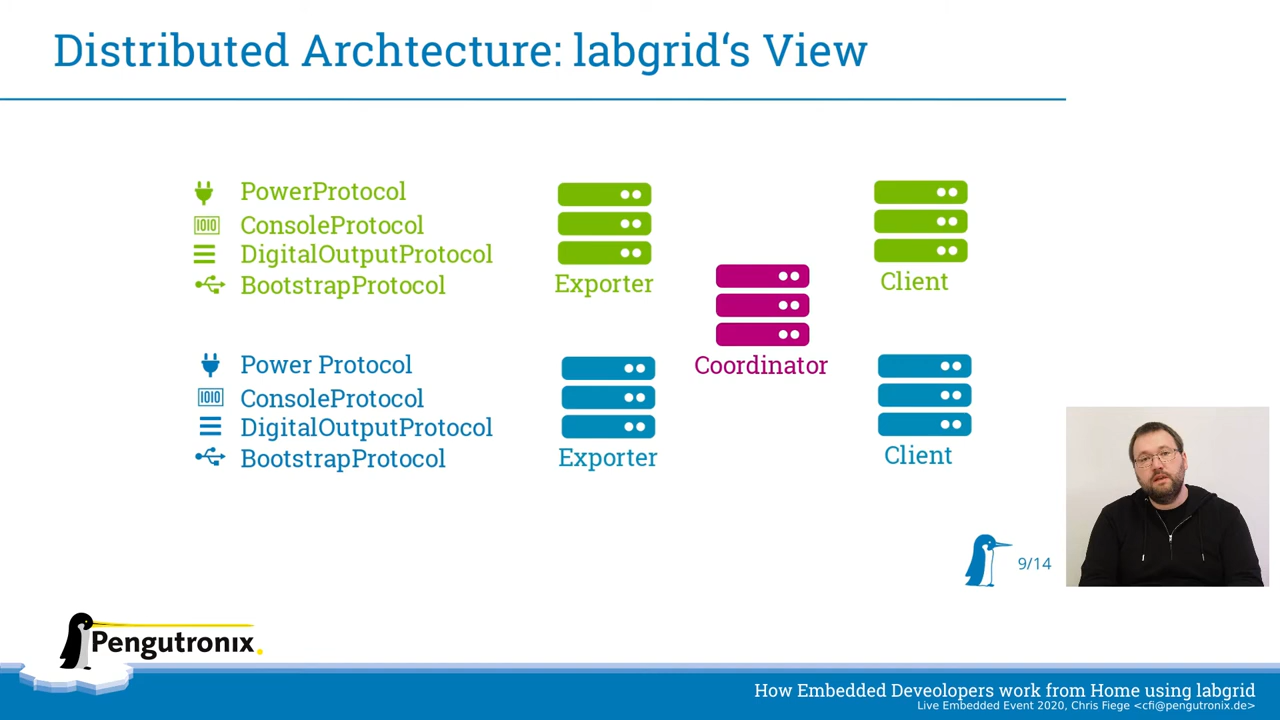 Distributed Archtecture: labgrid‘s View
PowerProtocol
ConsoleProtocol
DigitalOutputProtocol
BootstrapProtocol
Exporter
Client
Coordinator
Power Protocol
ConsoleProtocol
DigitalOutputProtocol
BootstrapProtocol
Exporter
Client
9/14
Pengutronix.
How Embedded Deveolopers work from Home using labgrid
Live Embedded Event 2020, Chris Fiege <cfi@pengutronix.de>